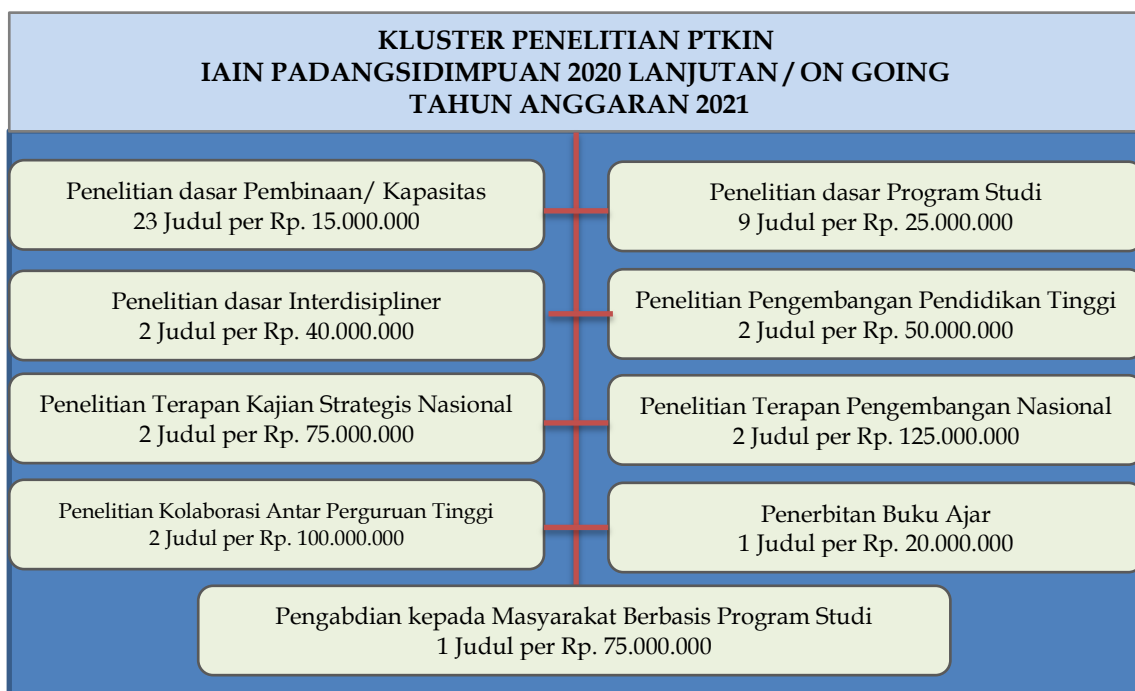 KLUSTER PENELITIAN PTKIN
IAIN PADANGSIDIMPUAN 2020 LANJUTAN / ON GOING
TAHUN ANGGARAN 2021
Penelitian dasar Pembinaan/ Kapasitas
23 Judul per Rp. 15.000.000
Penelitian dasar Program Studi
9 Judul per Rp. 25.000.000
Penelitian dasar Interdisipliner
2 Judul per Rp. 40.000.000
Penelitian Pengembangan Pendidikan Tinggi
2 Judul per Rp. 50.000.000
Penelitian Terapan Kajian Strategis Nasional
2 Judul per Rp. 75.000.000
Penelitian Terapan Pengembangan Nasional
2 Judul per Rp. 125.000.000
Penelitian Kolaborasi Antar Perguruan Tinggi
2 Judul per Rp. 100.000.000
Penerbitan Buku Ajar
1 Judul per Rp. 20.000.000
Pengabdian kepada Masyarakat Berbasis Program Studi
1 Judul per Rp. 75.000.000